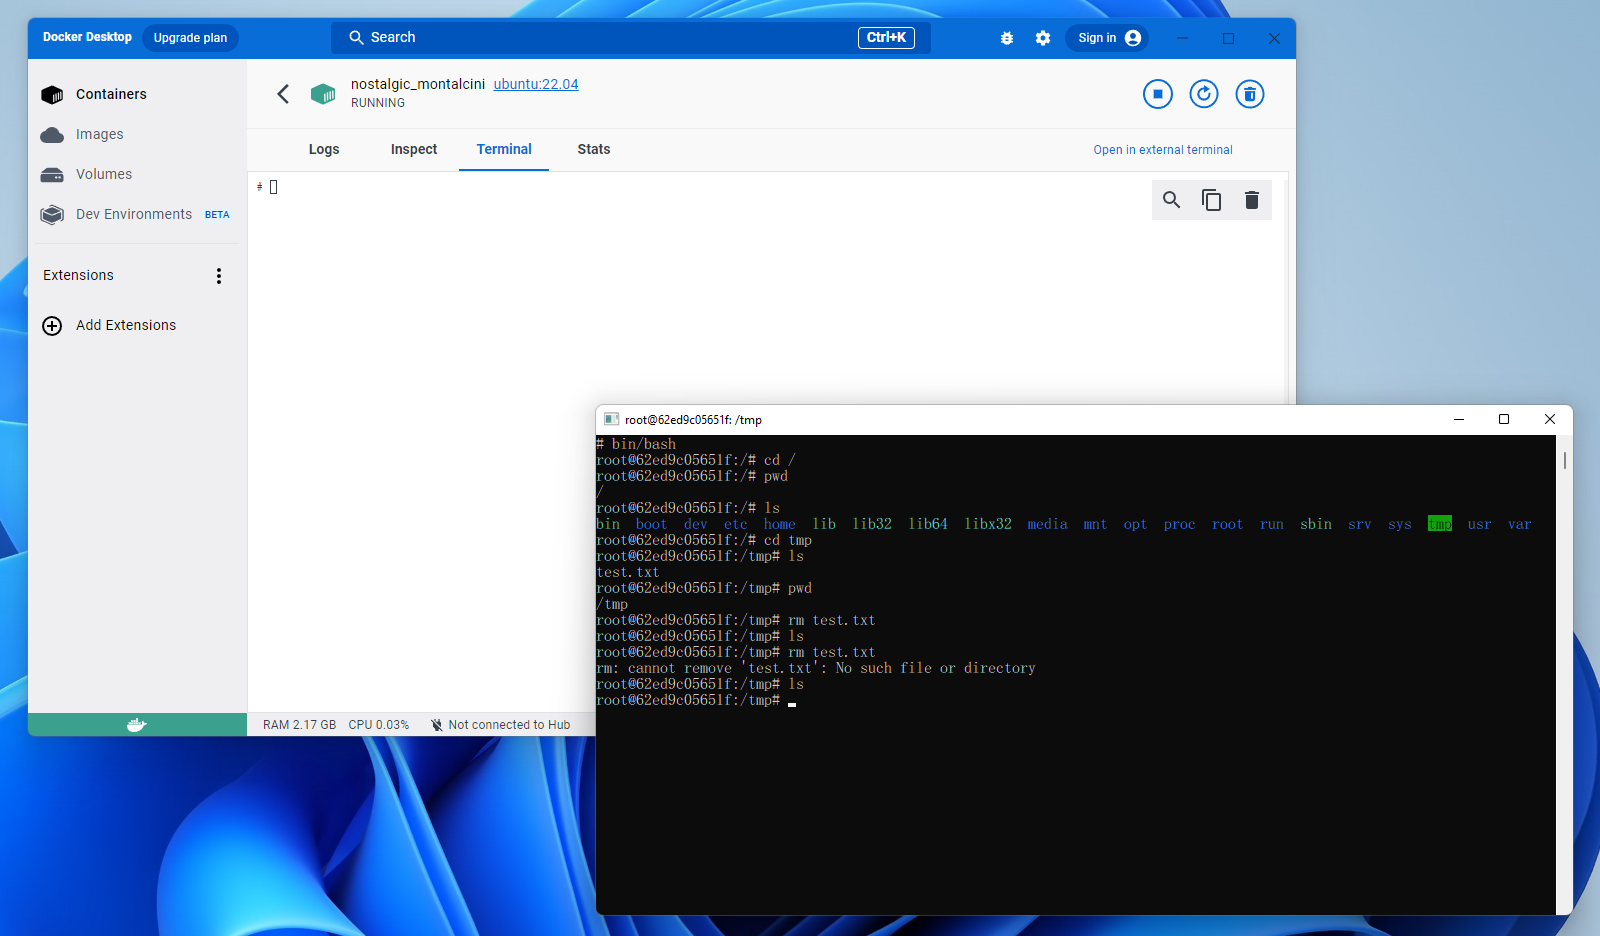 Docker Desktop Upgrade plan Search Ctrl+K Sign in
Containers
Images
Volumes
Dev Environments BETA
Extensions
Add Extensions
nostalgic_montalcini ubuntu:22.04
RUNNING
Logs Inspect Terminal Stats Open in external terminal
#
RAM 2.17 GB CPU 0.03% Not connected to Hub
root@62ed9c05651f: /tmp
# bin/bash
root@62ed9c05651f:/# cd /
root@62ed9c05651f:/# pwd
/
root@62ed9c05651f:/# ls
bin boot dev etc home lib lib32 lib64 libx32 media mnt opt proc root run sbin srv sys tmp usr var
root@62ed9c05651f:/# cd tmp
root@62ed9c05651f:/tmp# ls
test.txt
root@62ed9c05651f:/tmp# pwd
/tmp
root@62ed9c05651f:/tmp# rm test.txt
root@62ed9c05651f:/tmp# ls
root@62ed9c05651f:/tmp# rm test.txt
rm: cannot remove 'test.txt': No such file or directory
root@62ed9c05651f:/tmp# ls
root@62ed9c05651f:/tmp#